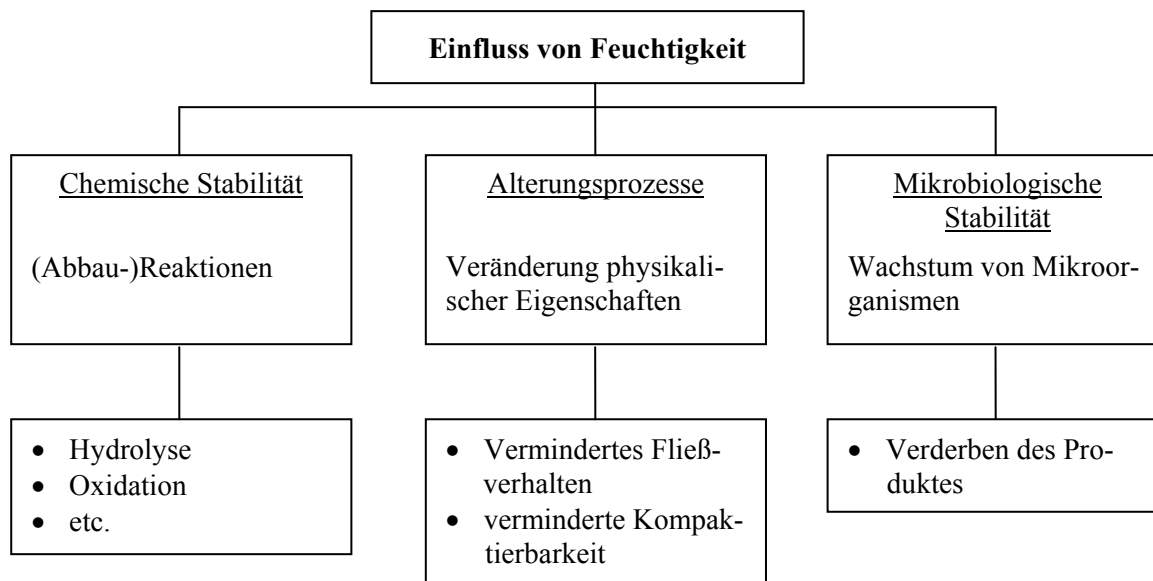 Einfluss von Feuchtigkeit
Chemische Stabilität
(Abbau-)Reaktionen
Alterungsprozesse
Veränderung physikali-
scher Eigenschaften
Mikrobiologische
Stabilität
Wachstum von Mikroor-
ganismen
• Hydrolyse
• Oxidation
• etc.
• Vermindertes Fließ-
verhalten
• verminderte Kompak-
tierbarkeit
• Verderben des Pro-
duktes